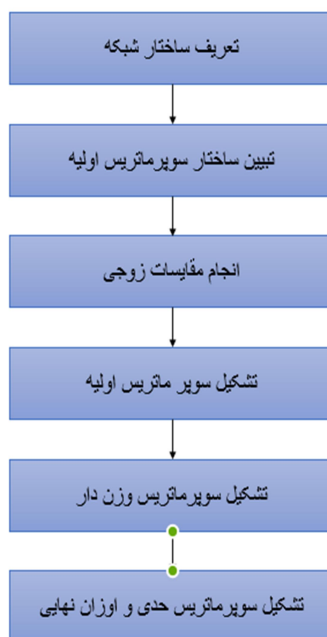 تعریف ساختار شبکه
تبیین ساختار سوپرماتریس اولیه
انجام مقایسات زوجی
تشکیل سوپر ماتریس اولیه
تشکیل سوپرماتریس وزن دار
تشکیل سوپرماتریس حدی و اوزان نهایی